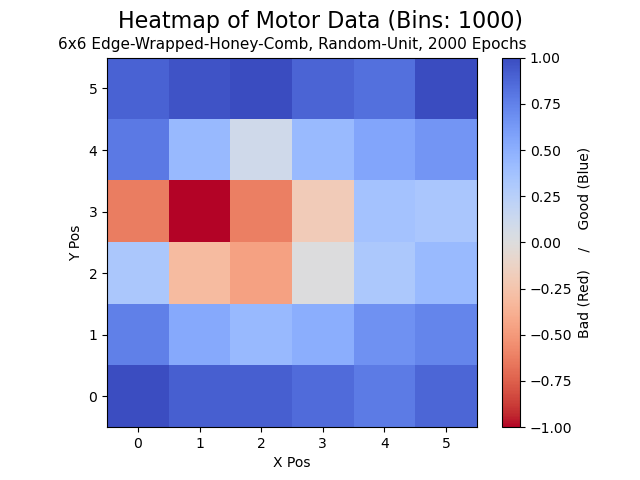 Heatmap of Motor Data (Bins: 1000)
6x6 Edge-Wrapped-Honey-Comb, Random-Unit, 2000 Epochs
5
4
3
2
1
0
Y Pos
0 1 2 3 4 5
X Pos
1.00
0.75
0.50
0.25
0.00
−0.25
−0.50
−0.75
−1.00
Bad (Red) / Good (Blue)